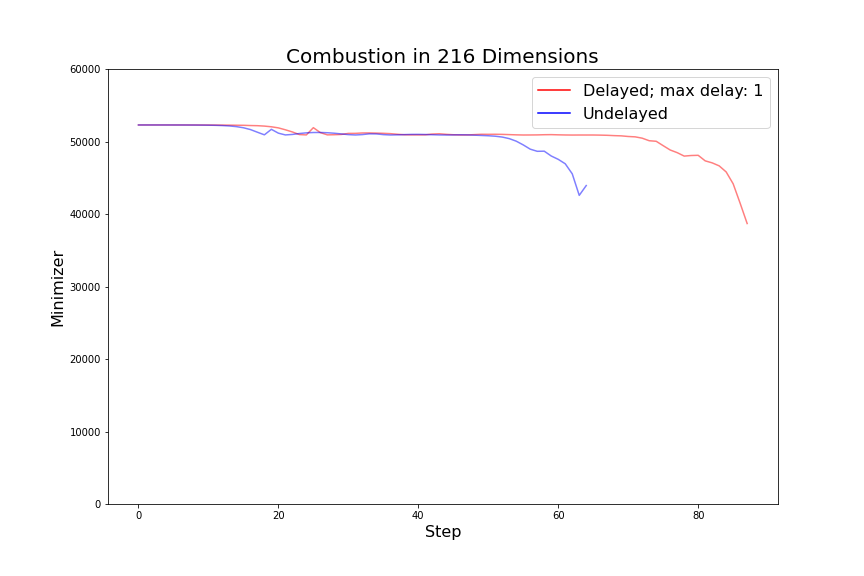 Combustion in 216 Dimensions
Delayed; max delay: 1
Undelayed
60000
50000
40000
30000
20000
10000
0
Minimizer
0 20 40 60 80
Step